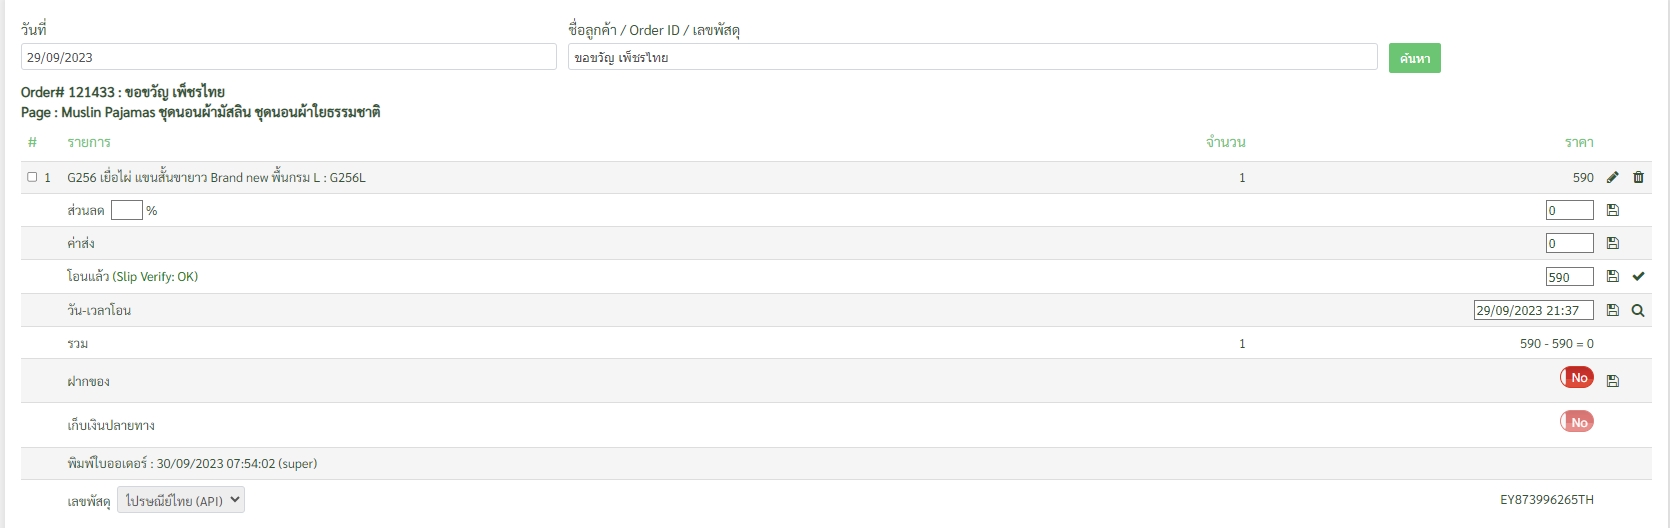 วันที่ ชื่อลูกค้า / Order ID / เลขพัสดุ
29/09/2023 ขอขวัญ เพ็ชรไทย ค้นหา
Order# 121433 : ขอขวัญ เพ็ชรไทย
Page : Muslin Pajamas ชุดนอนผ้ามัสลิน ชุดนอนผ้าใยธรรมชาติ
# รายการ จำนวน ราคา
1 G256 เยื่อไผ่ แขนสั้นขายาว Brand new พื้นกรม L : G256L 1 590
ส่วนลด % 0
ค่าส่ง 0
โอนแล้ว (Slip Verify: OK) 590
วัน-เวลาโอน 29/09/2023 21:37
รวม 1 590 - 590 = 0
ฝากของ No
เก็บเงินปลายทาง No
พิมพ์ใบออเดอร์ : 30/09/2023 07:54:02 (super)
เลขพัสดุ ไปรษณีย์ไทย (API) EY873996265TH